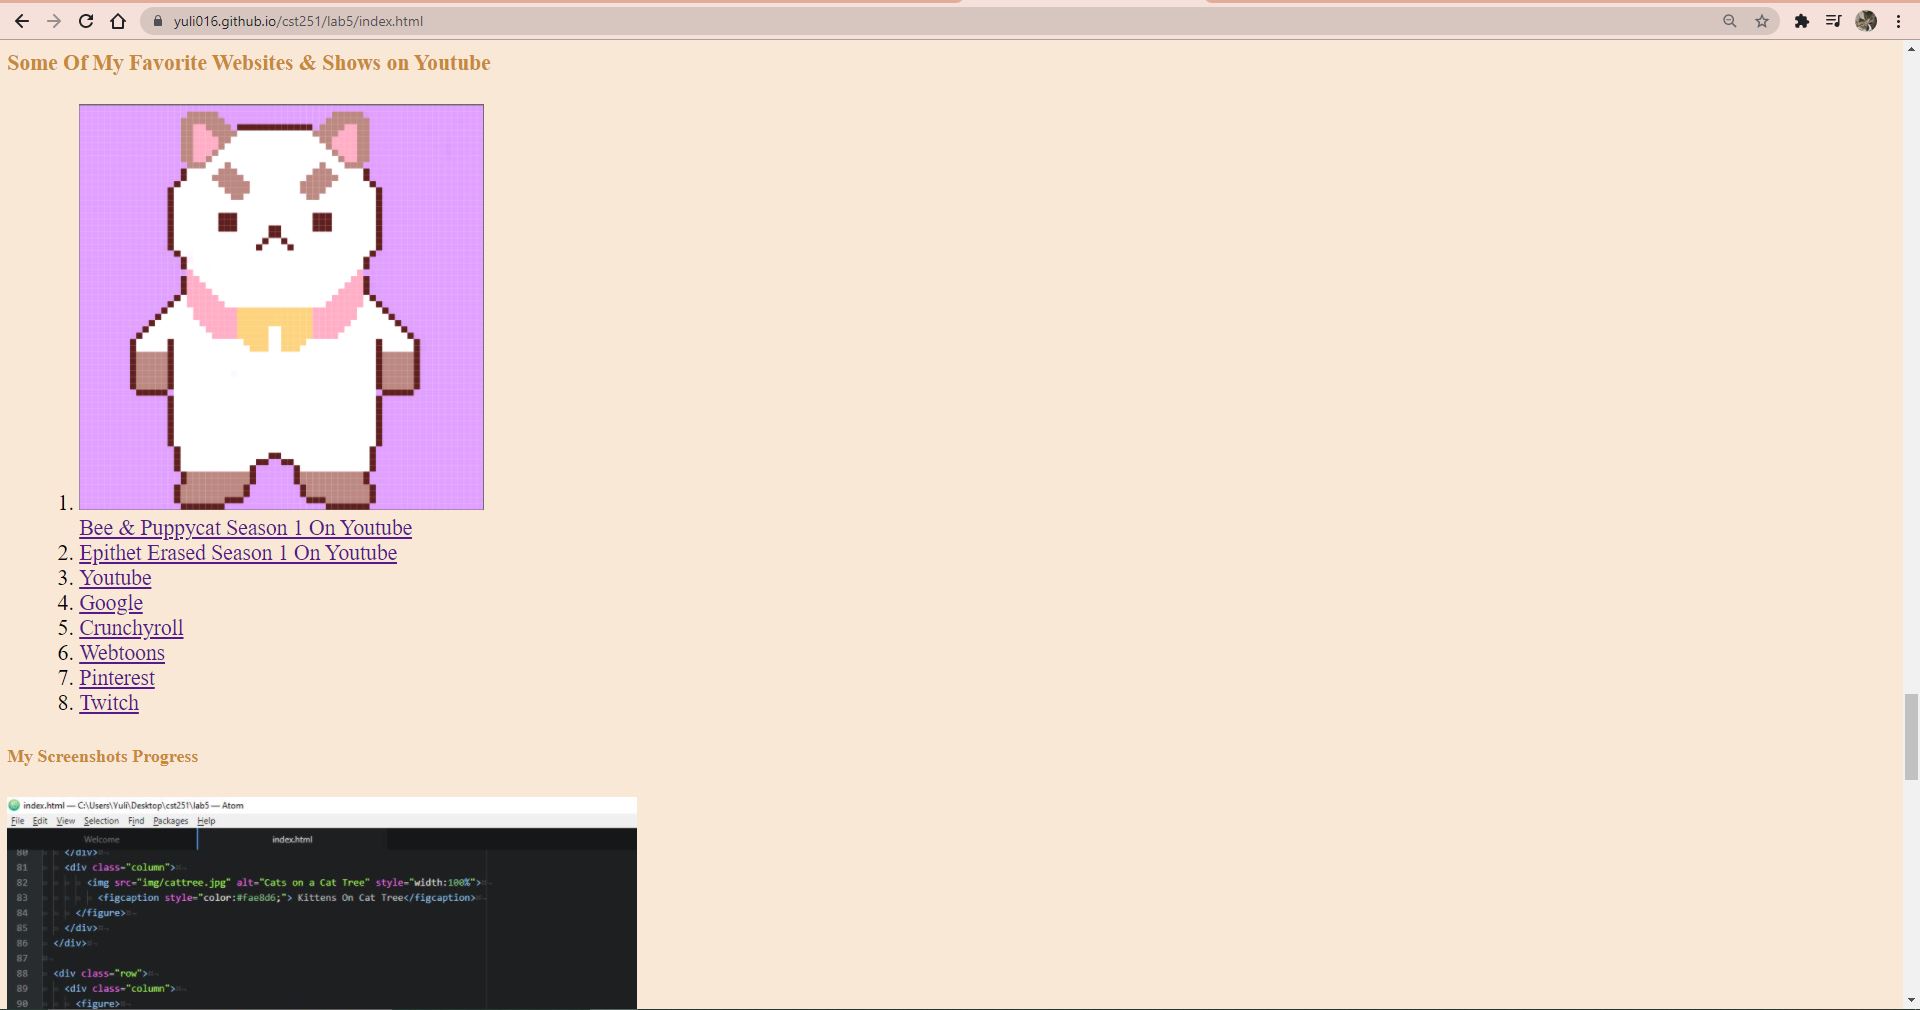 yuli016.github.io/cst251/lab5/index.html
Some Of My Favorite Websites & Shows on Youtube
1.
Bee & Puppycat Season 1 On Youtube
2. Epithet Erased Season 1 On Youtube
3. Youtube
4. Google
5. Crunchyroll
6. Webtoons
7. Pinterest
8. Twitch
My Screenshots Progress
index.html — C:\Users\Yuli\Desktop\cst251\lab5 — Atom
File Edit View Selection Find Packages Help
Welcome index.html
80 </div>
81 <div class="column">
82 <img src="img/cattree.jpg" alt="Cats on a Cat Tree" style="width:100%">
83 <figcaption style="color:#fae8d6;"> Kittens On Cat Tree</figcaption>
84 </figure>
85 </div>
86 </div>
87
88 <div class="row">
89 <div class="column">
90 <figure>